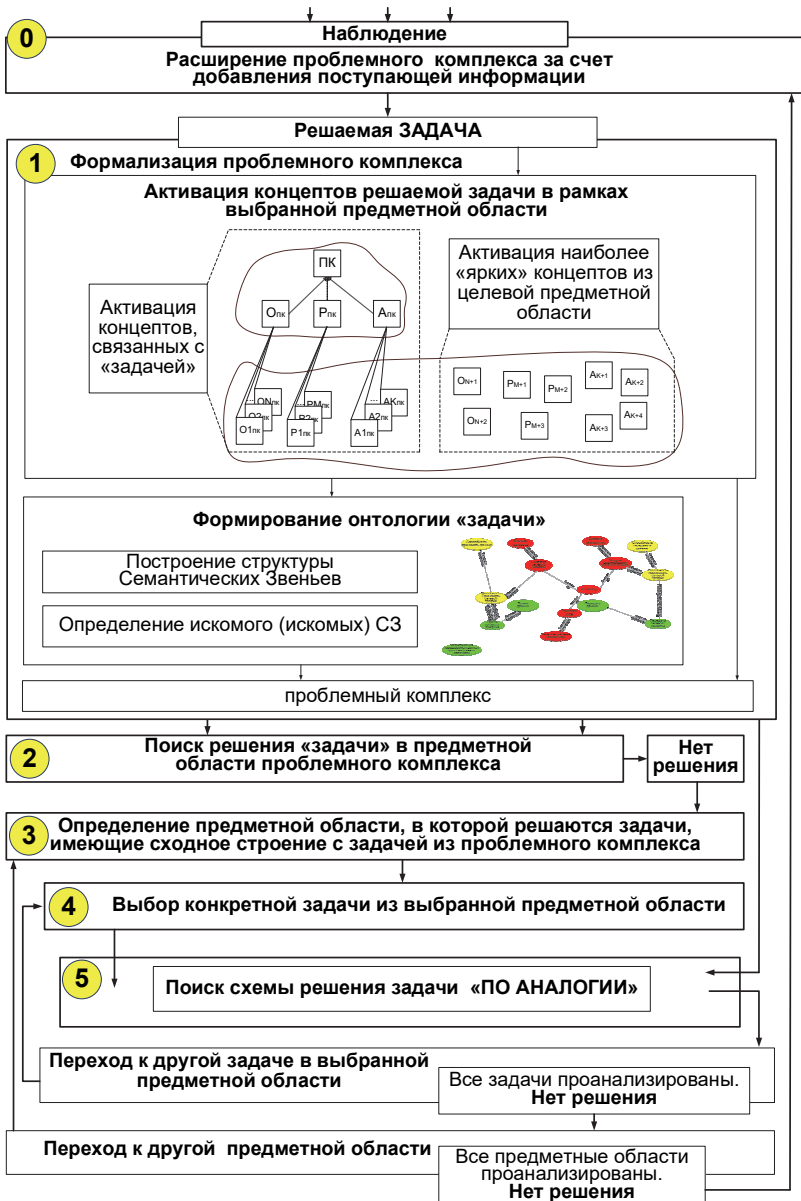 0
Наблюдение
Расширение проблемного комплекса за счет
добавления поступающей информации
Решаемая ЗАДАЧА
1
Формализация проблемного комплекса
Активация концептов решаемой задачи в рамках
выбранной предметной области
Активация
концептов,
связанных с
«задачей»
ПК
Oпк
Pпк
Aпк
... ONпк
O2пк
O1пк
... PMпк
P2пк
P1пк
... AKпк
A2пк
A1пк
Активация наиболее
«ярких» концептов из
целевой предметной
области
ON+1
PM+1
PM+2
AK+1
AK+2
ON+2
PM+3
AK+3
AK+4
Формирование онтологии «задачи»
Построение структуры
Семантических Звеньев
Определение искомого (искомых) СЗ
проблемный комплекс
2
Поиск решения «задачи» в предметной
области проблемного комплекса
Нет
решения
3
Определение предметной области, в которой решаются задачи,
имеющие сходное строение с задачей из проблемного комплекса
4
Выбор конкретной задачи из выбранной предметной области
5
Поиск схемы решения задачи «ПО АНАЛОГИИ»
Переход к другой задаче в выбранной
предметной области
Все задачи проанализированы.
Нет решения
Переход к другой предметной области
Все предметные области
проанализированы.
Нет решения